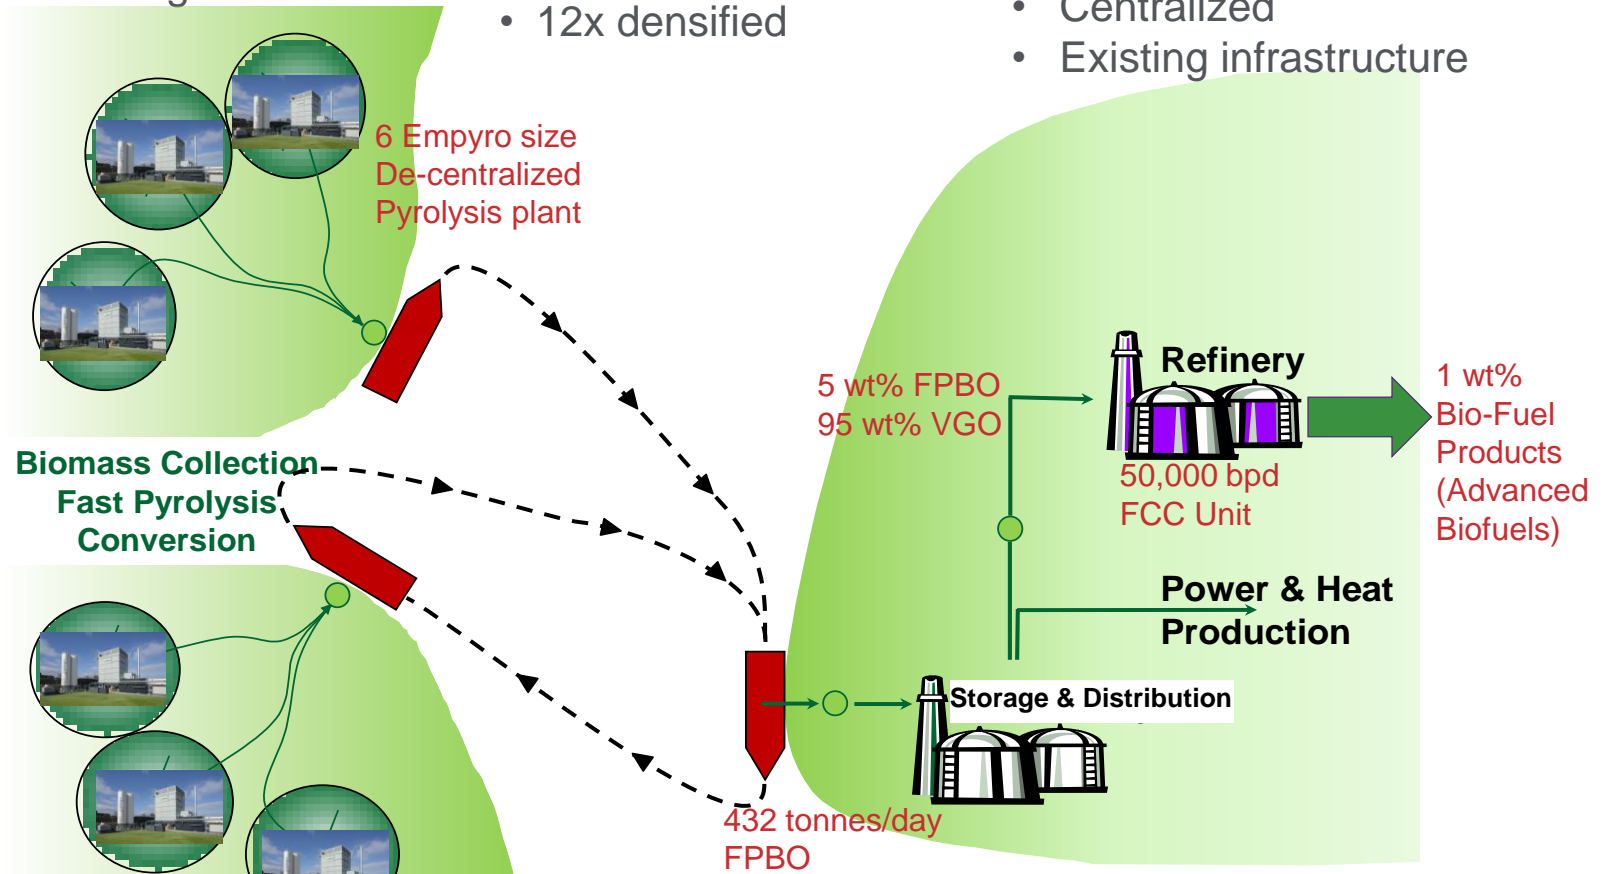 • 12x densified
• Centralized
• Existing infrastructure
6 Empyro size
De-centralized
Pyrolysis plant
Refinery
5 wt% FPBO
95 wt% VGO
1 wt%
Bio-Fuel
Products
(Advanced
Biofuels)
50,000 bpd
FCC Unit
Biomass Collection
Fast Pyrolysis
Conversion
Power & Heat
Production
Storage & Distribution
432 tonnes/day
FPBO